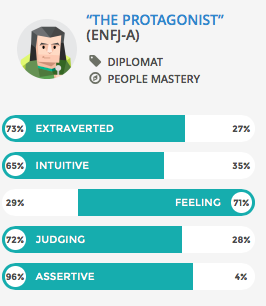 “THE PROTAGONIST”
(ENFJ-A)
DIPLOMAT
PEOPLE MASTERY
73% EXTRAVERTED 27%
65% INTUITIVE 35%
29% FEELING 71%
72% JUDGING 28%
96% ASSERTIVE 4%